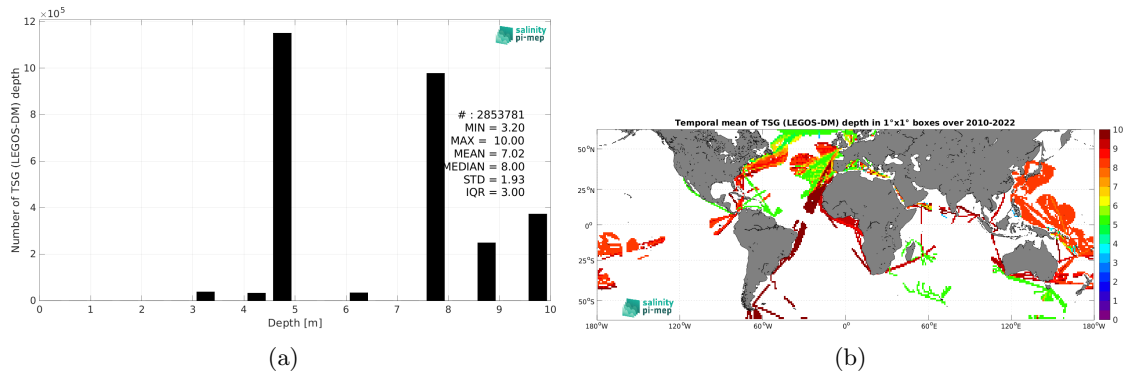 12 ×10⁵
10
8
6
4
2
0
Number of TSG (LEGOS-DM) depth
salinity
pi-mep
# : 2853781
MIN = 3.20
MAX = 10.00
MEAN = 7.02
MEDIAN = 8.00
STD = 1.93
IQR = 3.00
0 1 2 3 4 5 6 7 8 9 10
Depth [m]
(a)
Temporal mean of TSG (LEGOS-DM) depth in 1°x1° boxes over 2010-2022
50°N
25°N
0°
25°S
50°S
180°W 120°W 60°W 0° 60°E 120°E 180°E
salinity
pi-mep
10
9
8
7
6
5
4
3
2
1
0
(b)